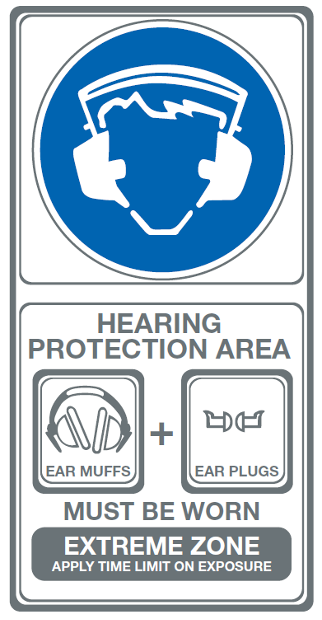 HEARING
PROTECTION AREA
EAR MUFFS
+
EAR PLUGS
MUST BE WORN
EXTREME ZONE
APPLY TIME LIMIT ON EXPOSURE